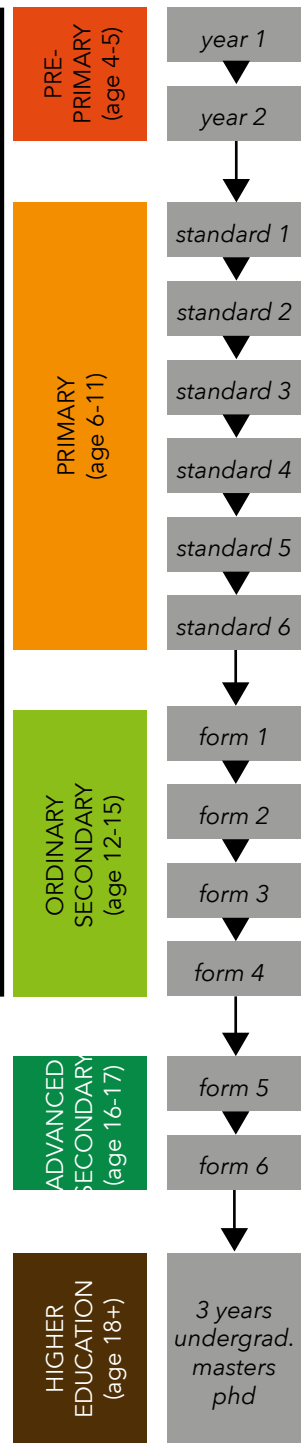 PRE-
PRIMARY
(age 4-5)
year 1
year 2
PRIMARY
(age 6-11)
standard 1
standard 2
standard 3
standard 4
standard 5
standard 6
ORDINARY
SECONDARY
(age 12-15)
form 1
form 2
form 3
form 4
ADVANCED
SECONDARY
(age 16-17)
form 5
form 6
HIGHER
EDUCATION
(age 18+)
3 years
undergrad.
masters
phd